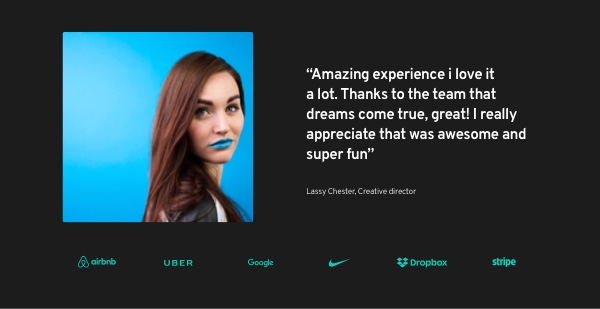 “Amazing experience i love it
a lot. Thanks to the team that
dreams come true, great! I really
appreciate that was awesome and
super fun”
Lassy Chester, Creative director
airbnb UBER Google Dropbox stripe